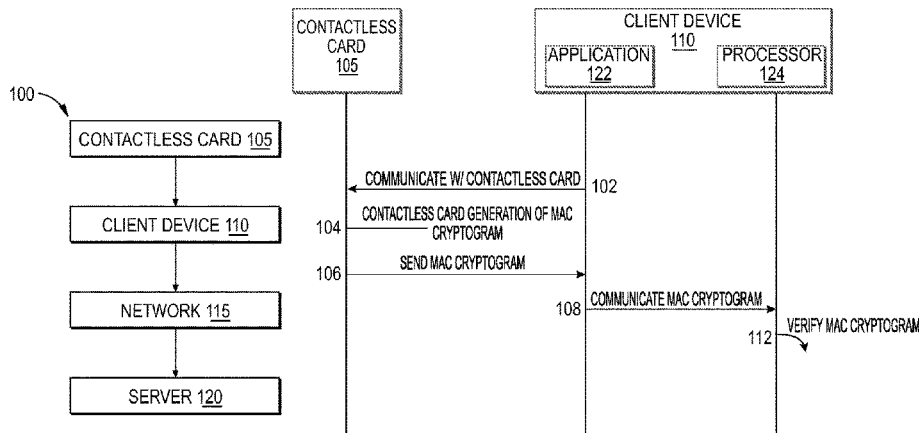 100
CONTACTLESS CARD 105
CLIENT DEVICE 110
NETWORK 115
SERVER 120
CONTACTLESS
CARD
105
CLIENT DEVICE
110
APPLICATION
122
PROCESSOR
124
COMMUNICATE W/ CONTACTLESS CARD
102
104
CONTACTLESS CARD GENERATION OF MAC
CRYPTOGRAM
106
SEND MAC CRYPTOGRAM
108
COMMUNICATE MAC CRYPTOGRAM
112
VERIFY MAC CRYPTOGRAM